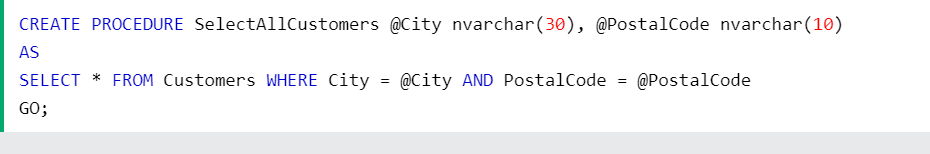 CREATE PROCEDURE SelectAllCustomers @City nvarchar(30), @PostalCode nvarchar(10)
AS
SELECT * FROM Customers WHERE City = @City AND PostalCode = @PostalCode
GO;